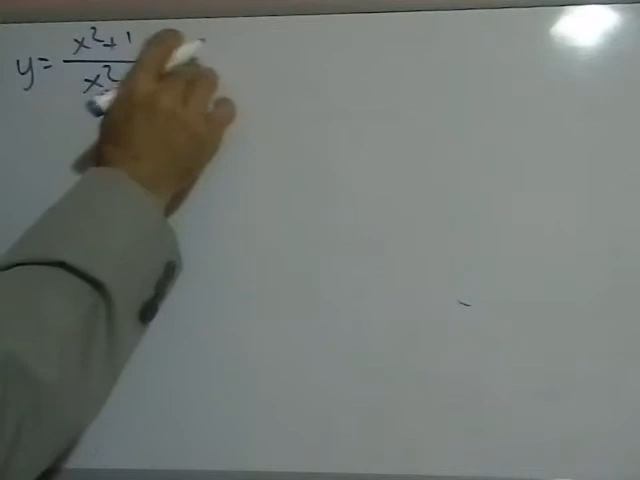 y = x²+1 / x²